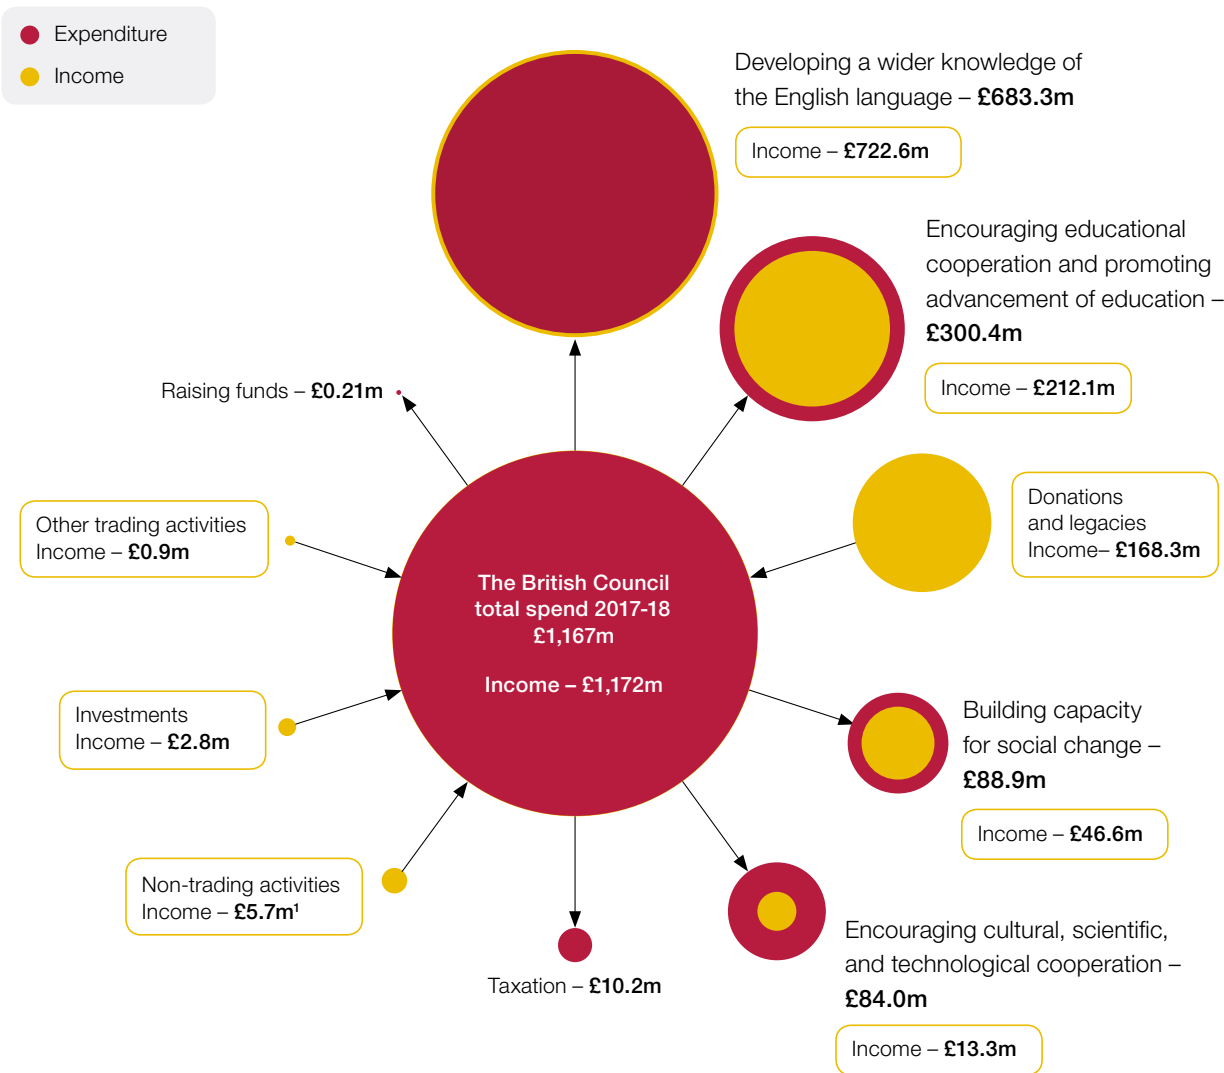 Expenditure
Income
Developing a wider knowledge of
the English language – £683.3m
Income – £722.6m
Encouraging educational
cooperation and promoting
advancement of education –
£300.4m
Income – £212.1m
Raising funds – £0.21m
Donations
and legacies
Income– £168.3m
Other trading activities
Income – £0.9m
The British Council
total spend 2017-18
£1,167m
Income – £1,172m
Investments
Income – £2.8m
Building capacity
for social change –
£88.9m
Income – £46.6m
Non-trading activities
Income – £5.7m¹
Encouraging cultural, scientific,
and technological cooperation –
£84.0m
Income – £13.3m
Taxation – £10.2m